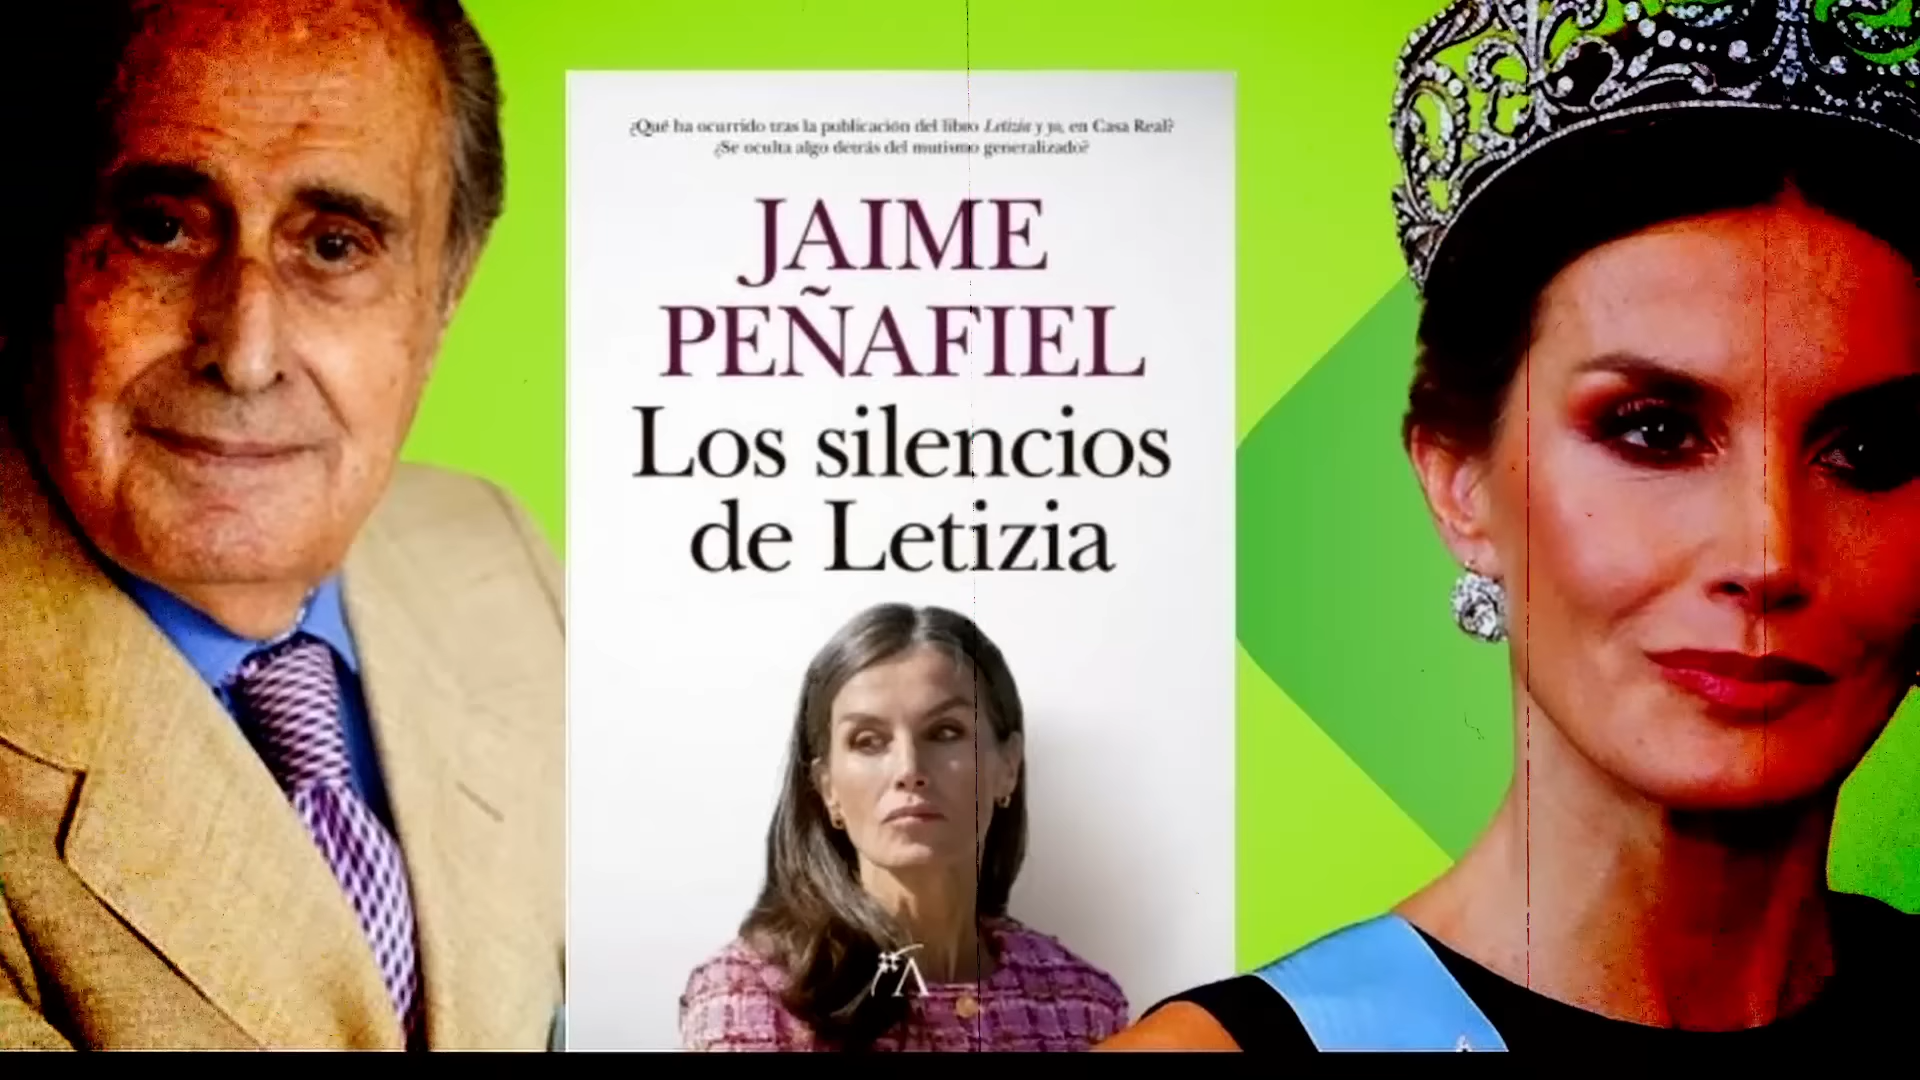 ¿Qué ha ocurrido tras la publicación del libro Letizia y yo, en Casa Real?
¿Se oculta algo detrás del mutismo generalizado?
JAIME
PEÑAFIEL
Los silencios
de Letizia